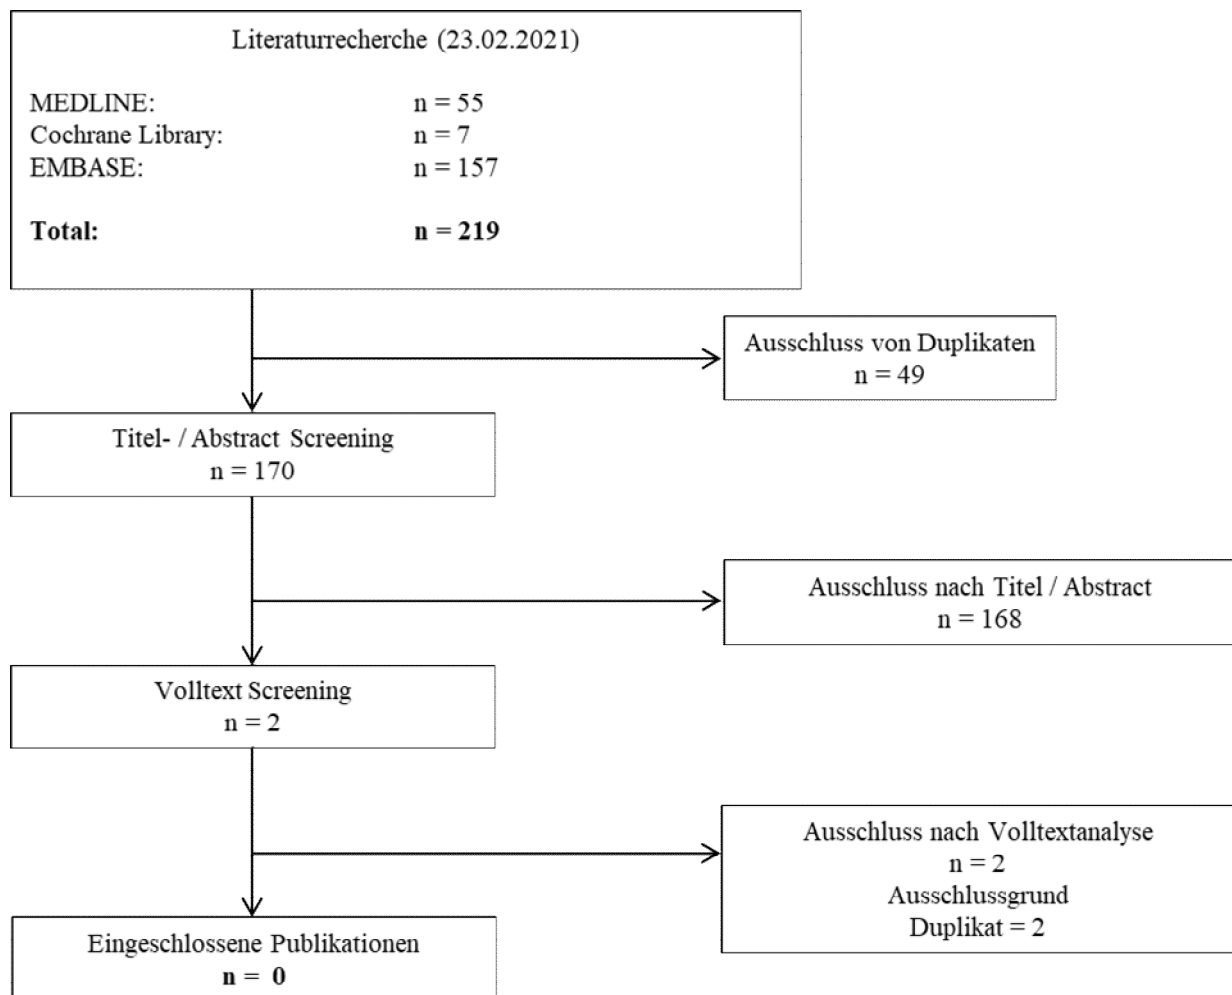 Literaturrecherche (23.02.2021)
MEDLINE: n = 55
Cochrane Library: n = 7
EMBASE: n = 157
Total: n = 219
Ausschluss von Duplikaten
n = 49
Titel- / Abstract Screening
n = 170
Ausschluss nach Titel / Abstract
n = 168
Volltext Screening
n = 2
Ausschluss nach Volltextanalyse
n = 2
Ausschlussgrund
Duplikat = 2
Eingeschlossene Publikationen
n = 0